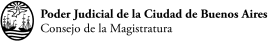 Poder Judicial de la Ciudad de Buenos Aires
Consejo de la Magistratura